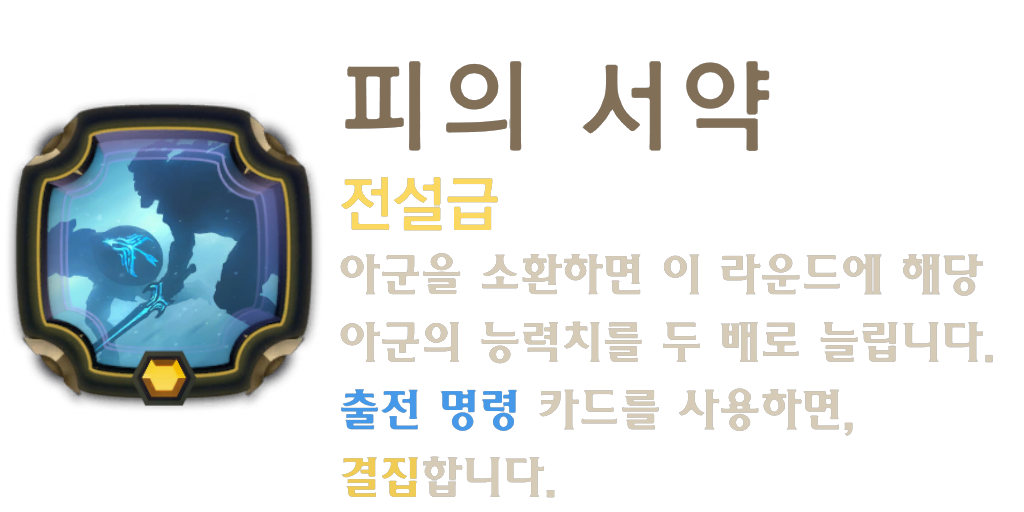 피의 서약
전설급
아군을 소환하면 이 라운드에 해당
아군의 능력치를 두 배로 늘립니다.
출전 명령 카드를 사용하면,
결집합니다.